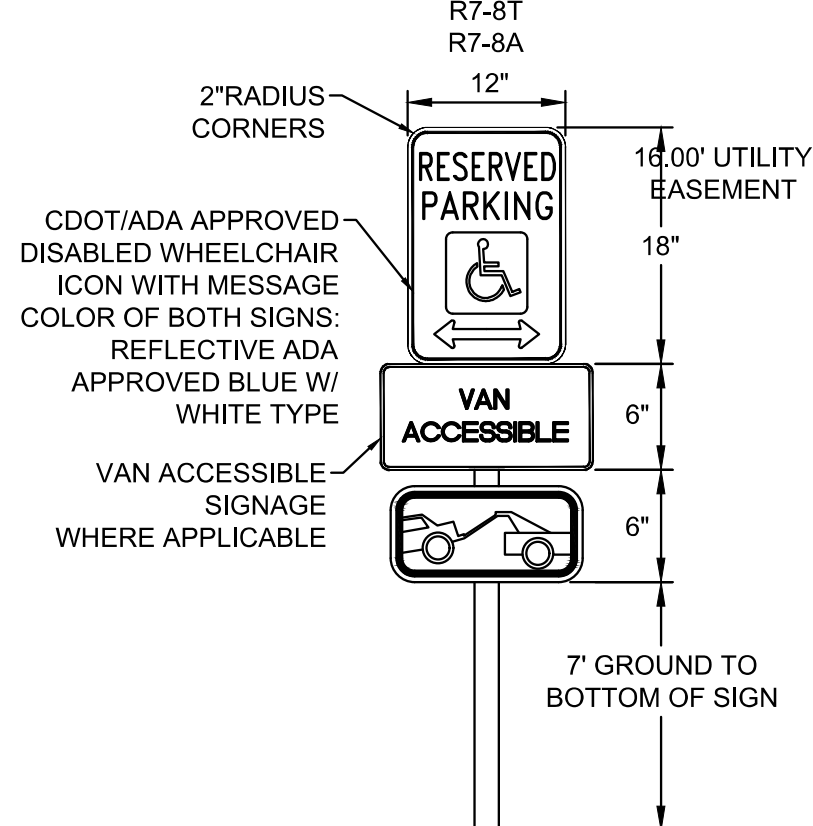 R7-8T
R7-8A
12"
2"RADIUS
CORNERS
RESERVED
PARKING
16.00' UTILITY
EASEMENT
18"
CDOT/ADA APPROVED
DISABLED WHEELCHAIR
ICON WITH MESSAGE
COLOR OF BOTH SIGNS:
REFLECTIVE ADA
APPROVED BLUE W/
WHITE TYPE
VAN
ACCESSIBLE
6"
VAN ACCESSIBLE
SIGNAGE
WHERE APPLICABLE
6"
7' GROUND TO
BOTTOM OF SIGN